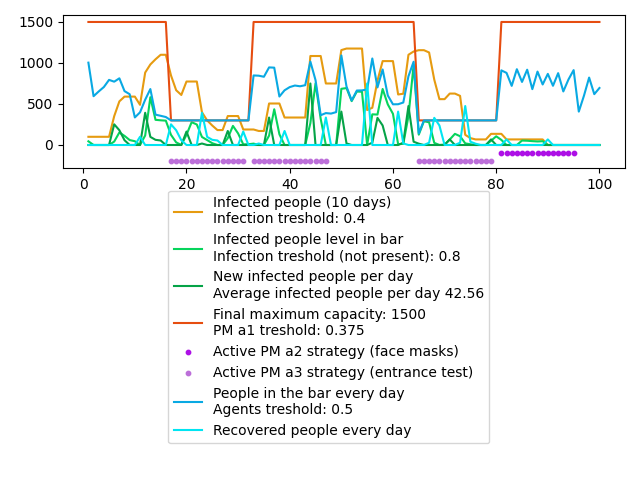 1500
1000
500
0
0 20 40 60 80 100
Infected people (10 days)
Infection treshold: 0.4
Infected people level in bar
Infection treshold (not present): 0.8
New infected people per day
Average infected people per day 42.56
Final maximum capacity: 1500
PM a1 treshold: 0.375
Active PM a2 strategy (face masks)
Active PM a3 strategy (entrance test)
People in the bar every day
Agents treshold: 0.5
Recovered people every day